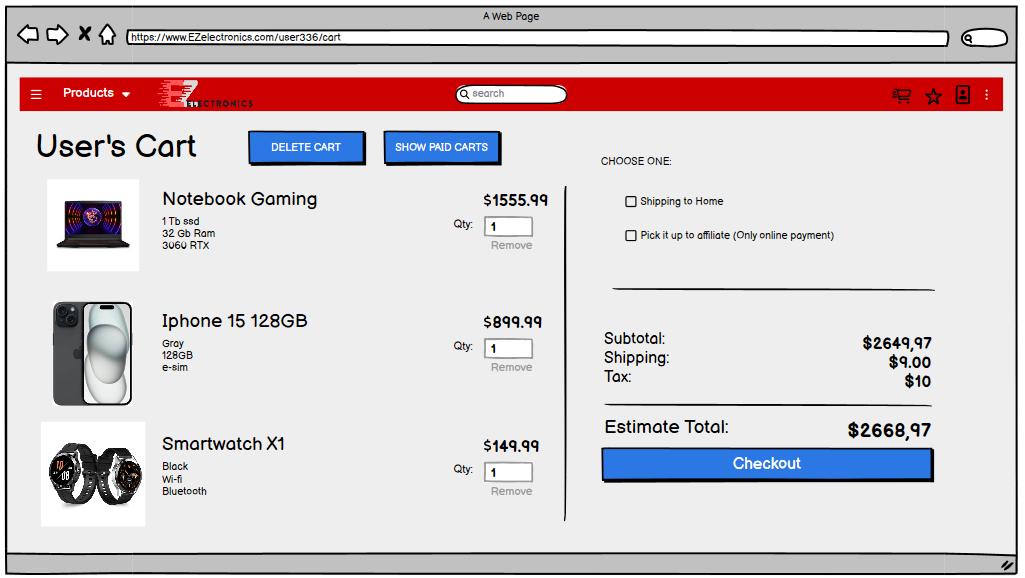 A Web Page
https://www.EZelectronics.com/user336/cart
Products
EZ
ELECTRONICS
search
User's Cart
DELETE CART
SHOW PAID CARTS
CHOOSE ONE:
Shipping to Home
Pick it up to affiliate (Only online payment)
Notebook Gaming
$1555.99
1 Tb ssd
32 Gb Ram
3060 RTX
Qty: 1
Remove
Iphone 15 128GB
$899.99
Gray
128GB
e-sim
Qty: 1
Remove
Smartwatch X1
$149.99
Black
Wi-fi
Bluetooth
Qty: 1
Remove
Subtotal: $2649,97
Shipping: $9.00
Tax: $10
Estimate Total: $2668,97
Checkout